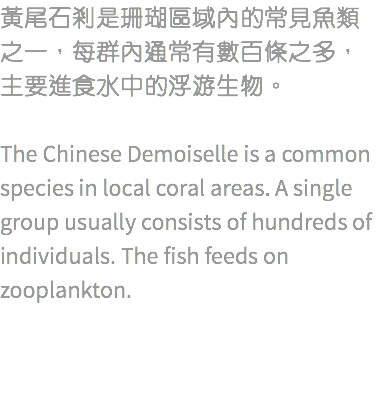 黃尾石剎是珊瑚區域內的常見魚類
之一，每群內通常有數百條之多，
主要進食水中的浮游生物。
The Chinese Demoiselle is a common
species in local coral areas. A single
group usually consists of hundreds of
individuals. The fish feeds on
zooplankton.